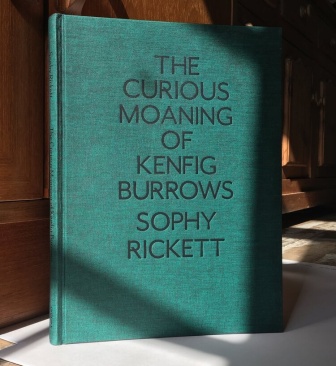 THE
CURIOUS
MOANING
OF
KENFIG
BURROWS
SOPHY
RICKETT